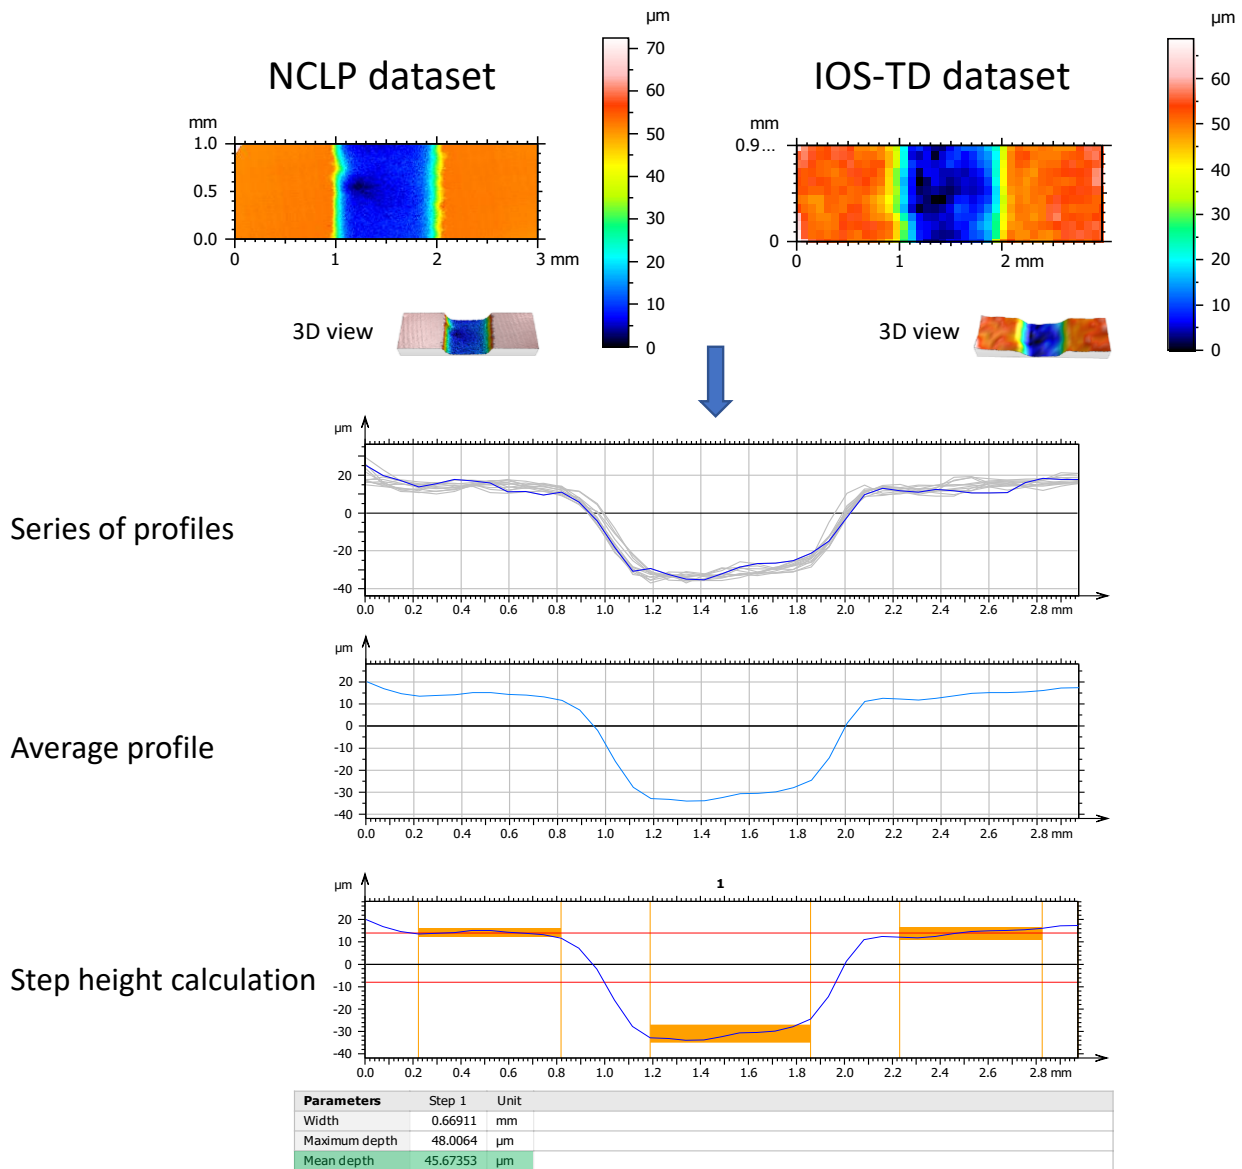 NCLP dataset
IOS-TD dataset
µm
70
60
50
40
30
20
10
0
µm
60
50
40
30
20
10
0
mm
1.0
0.5
0.0
0 1 2 3 mm
mm
0.9...
0
0 1 2 mm
3D view
3D view
Series of profiles
µm
20
0
-20
-40
0.0 0.2 0.4 0.6 0.8 1.0 1.2 1.4 1.6 1.8 2.0 2.2 2.4 2.6 2.8 mm
Average profile
µm
20
10
0
-10
-20
-30
-40
0.0 0.2 0.4 0.6 0.8 1.0 1.2 1.4 1.6 1.8 2.0 2.2 2.4 2.6 2.8 mm
Step height calculation
µm
1
20
10
0
-10
-20
-30
-40
0.0 0.2 0.4 0.6 0.8 1.0 1.2 1.4 1.6 1.8 2.0 2.2 2.4 2.6 2.8 mm
Parameters Step 1 Unit
Width 0.66911 mm
Maximum depth 48.0064 µm
Mean depth 45.67353 µm